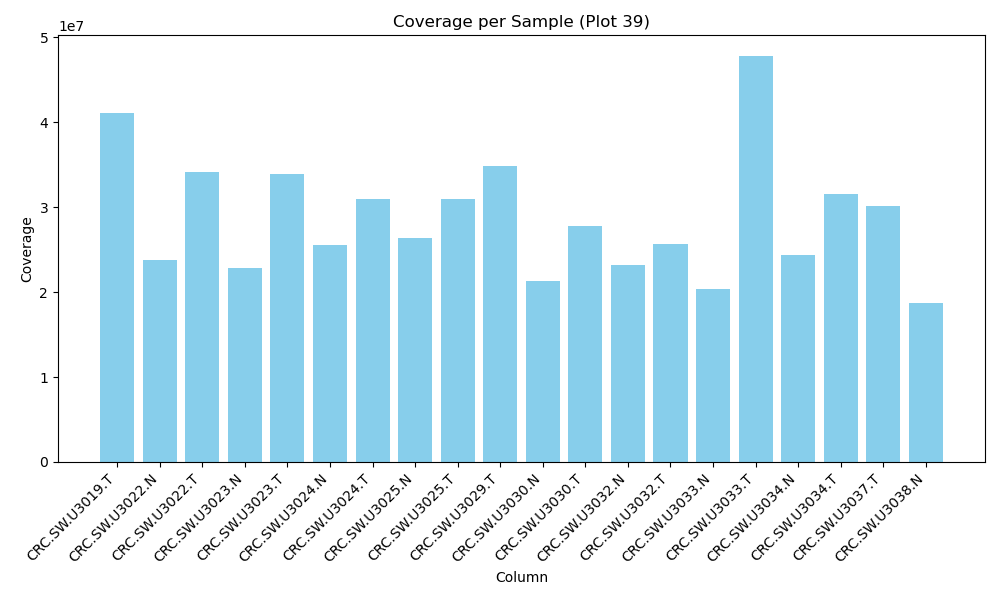 Coverage per Sample (Plot 39)
1e7
5
4
3
2
1
0
Coverage
CRC.SW.U3019.T
CRC.SW.U3022.N
CRC.SW.U3022.T
CRC.SW.U3023.N
CRC.SW.U3023.T
CRC.SW.U3024.N
CRC.SW.U3024.T
CRC.SW.U3025.N
CRC.SW.U3025.T
CRC.SW.U3029.T
CRC.SW.U3030.N
CRC.SW.U3030.T
CRC.SW.U3032.N
CRC.SW.U3032.T
CRC.SW.U3033.N
CRC.SW.U3033.T
CRC.SW.U3034.N
CRC.SW.U3034.T
CRC.SW.U3037.T
CRC.SW.U3038.N
Column